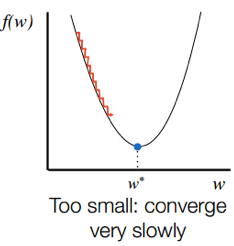 f(w)
w* w
Too small: converge
very slowly